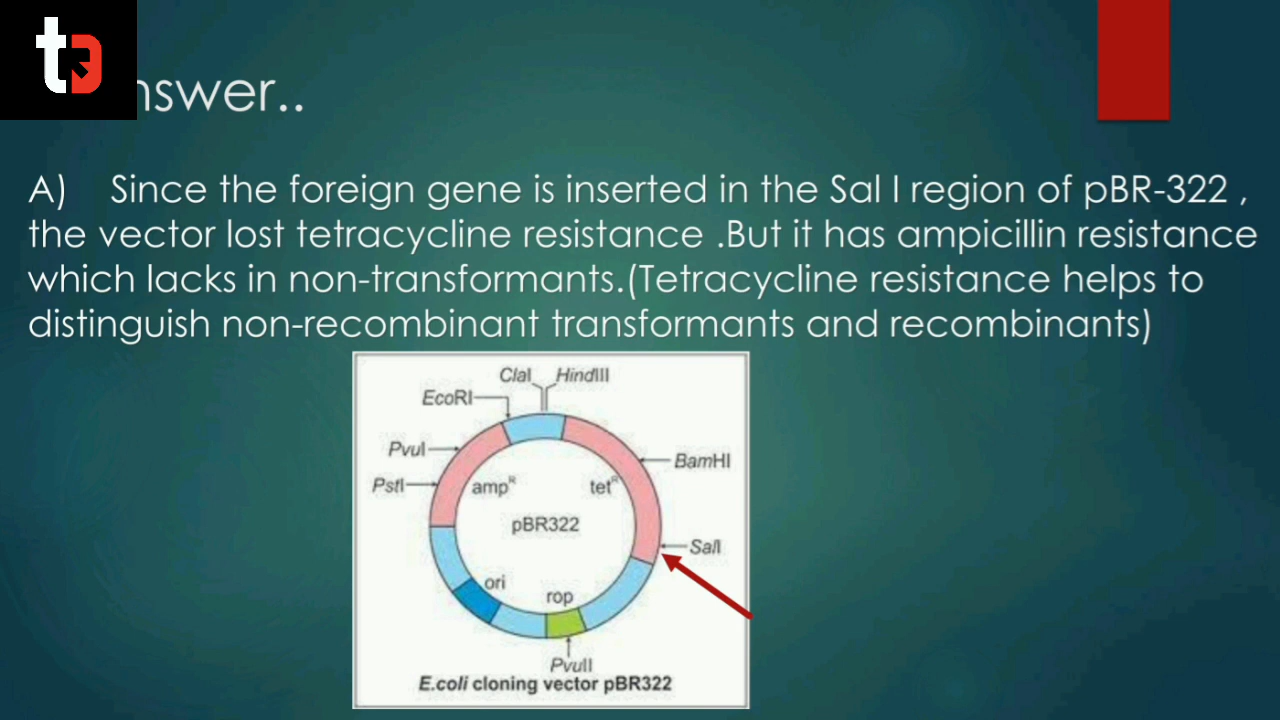 nswer..
A) Since the foreign gene is inserted in the Sal I region of pBR-322 ,
the vector lost tetracycline resistance .But it has ampicillin resistance
which lacks in non-transformants.(Tetracycline resistance helps to
distinguish non-recombinant transformants and recombinants)
ClaI HindIII
EcoRI
PvuI
BamHI
PstI
ampR
tetR
pBR322
SalI
ori
rop
PvuII
E.coli cloning vector pBR322